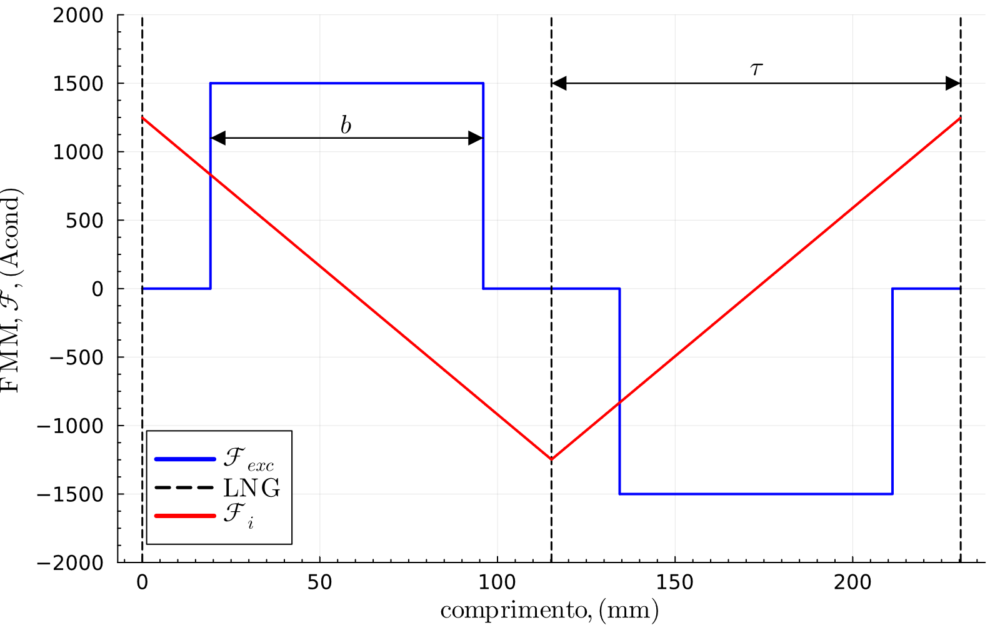 2000
1500
1000
500
0
−500
−1000
−1500
−2000
FMM, ℱ, (Acond)
b
τ
ℱ exc
LNG
ℱ i
0 50 100 150 200
comprimento, (mm)